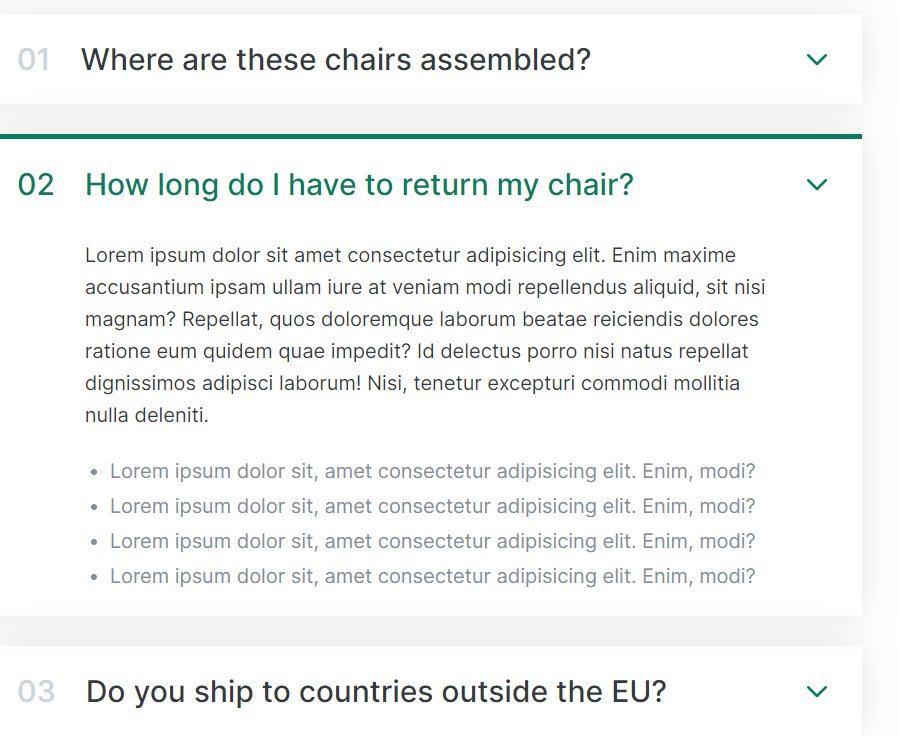 01 Where are these chairs assembled?
02 How long do I have to return my chair?
Lorem ipsum dolor sit amet consectetur adipisicing elit. Enim maxime
accusantium ipsam ullam iure at veniam modi repellendus aliquid, sit nisi
magnam? Repellat, quos doloremque laborum beatae reiciendis dolores
ratione eum quidem quae impedit? Id delectus porro nisi natus repellat
dignissimos adipisci laborum! Nisi, tenetur excepturi commodi mollitia
nulla deleniti.
• Lorem ipsum dolor sit, amet consectetur adipisicing elit. Enim, modi?
• Lorem ipsum dolor sit, amet consectetur adipisicing elit. Enim, modi?
• Lorem ipsum dolor sit, amet consectetur adipisicing elit. Enim, modi?
• Lorem ipsum dolor sit, amet consectetur adipisicing elit. Enim, modi?
03 Do you ship to countries outside the EU?